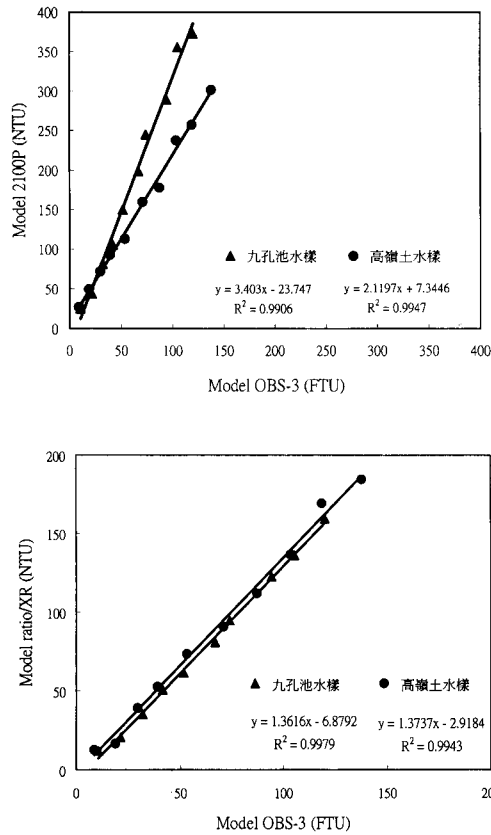 400
350
300
250
200
150
100
50
0
Model 2100P (NTU)
▲ 九孔池水樣 ● 高嶺土水樣
y = 3.403x - 23.747 y = 2.1197x + 7.3446
R² = 0.9906 R² = 0.9947
0 50 100 150 200 250 300 350 400
Model OBS-3 (FTU)
200
150
100
50
0
Model ratio/XR (NTU)
▲ 九孔池水樣 ● 高嶺土水樣
y = 1.3616x - 6.8792 y = 1.3737x - 2.9184
R² = 0.9979 R² = 0.9943
0 50 100 150 20
Model OBS-3 (FTU)